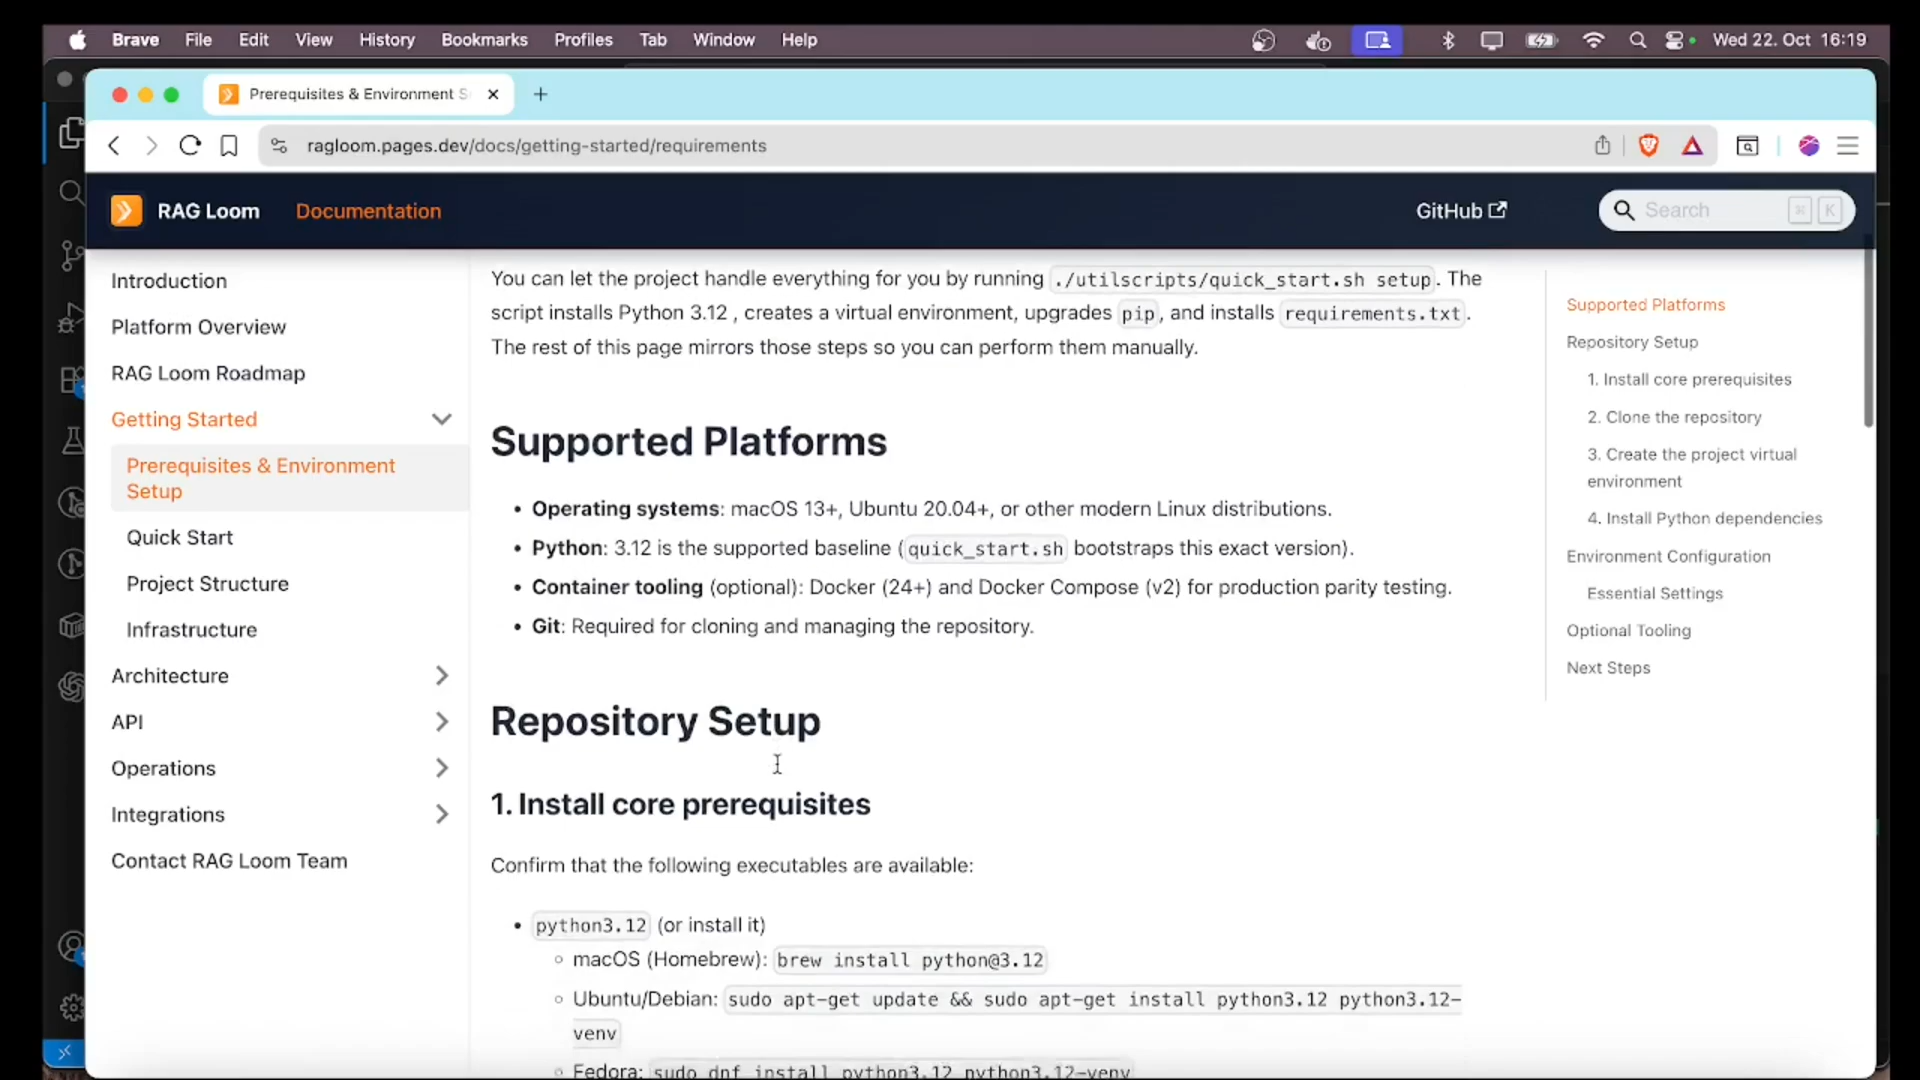 Brave File Edit View History Bookmarks Profiles Tab Window Help Wed 22. Oct 16:19
Prerequisites & Environment S
ragloom.pages.dev/docs/getting-started/requirements
RAG Loom Documentation GitHub Search ⌘ K
Introduction
Platform Overview
RAG Loom Roadmap
Getting Started
Prerequisites & Environment
Setup
Quick Start
Project Structure
Infrastructure
Architecture
API
Operations
Integrations
Contact RAG Loom Team
You can let the project handle everything for you by running ./utilscripts/quick_start.sh setup. The
script installs Python 3.12 , creates a virtual environment, upgrades pip, and installs requirements.txt.
The rest of this page mirrors those steps so you can perform them manually.
Supported Platforms
• Operating systems: macOS 13+, Ubuntu 20.04+, or other modern Linux distributions.
• Python: 3.12 is the supported baseline (quick_start.sh bootstraps this exact version).
• Container tooling (optional): Docker (24+) and Docker Compose (v2) for production parity testing.
• Git: Required for cloning and managing the repository.
Repository Setup
1. Install core prerequisites
Confirm that the following executables are available:
• python3.12 (or install it)
◦ macOS (Homebrew): brew install python@3.12
◦ Ubuntu/Debian: sudo apt-get update && sudo apt-get install python3.12 python3.12-
venv
◦ Fedora: sudo dnf install python3.12 python3.12-venv
Supported Platforms
Repository Setup
1. Install core prerequisites
2. Clone the repository
3. Create the project virtual
environment
4. Install Python dependencies
Environment Configuration
Essential Settings
Optional Tooling
Next Steps